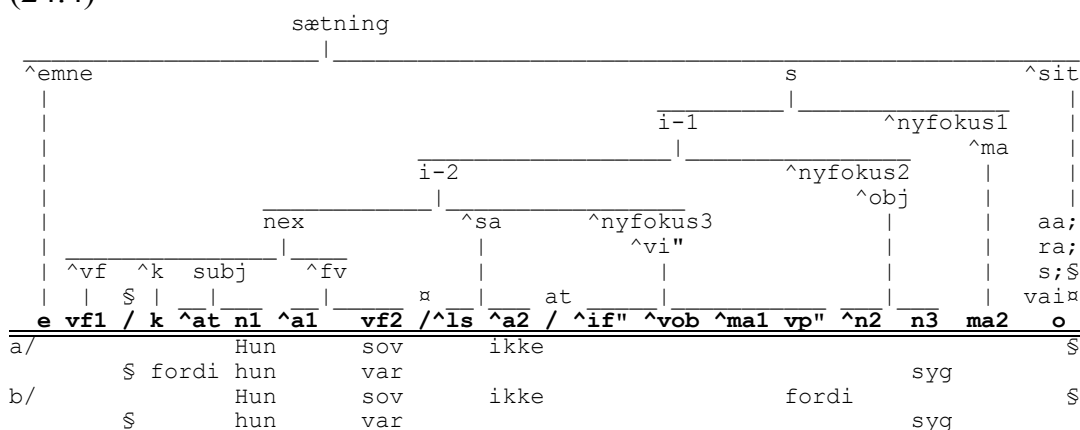 (24.4)
sætning
^emne s ^sit
i-1 ^nyfokus1
^ma
i-2 ^nyfokus2
^obj
nex ^sa ^nyfokus3 aa;
^vi" ra;
^vf ^k subj ^fv s;§
§ ¤ at vai¤
e vf1 / k ^at n1 ^a1 vf2 /^ls ^a2 / ^if" ^vob ^ma1 vp" ^n2 n3 ma2 o
a/ Hun sov ikke §
§ fordi hun var syg
b/ Hun sov ikke fordi §
§ hun var syg